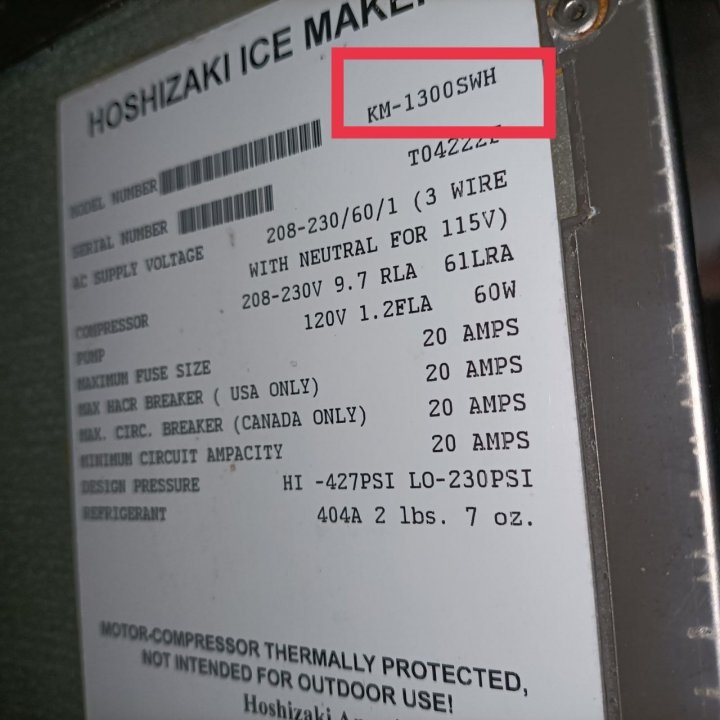 HOSHIZAKI ICE
MODEL NUMBER KM-1300SWH
SERIAL NUMBER
AC SUPPLY VOLTAGE 208-230/60/1 (3 WIRE
WITH NEUTRAL FOR 115V)
COMPRESSOR 208-230V 9.7 RLA 61LRA
PUMP 120V 1.2FLA 60W
MAXIMUM FUSE SIZE 20 AMPS
MAX HACR BREAKER ( USA ONLY) 20 AMPS
MAX. CIRC. BREAKER (CANADA ONLY) 20 AMPS
MINIMUM CIRCUIT AMPACITY 20 AMPS
DESIGN PRESSURE HI -427PSI LO-230PSI
REFRIGERANT 404A 2 lbs. 7 oz.
MOTOR-COMPRESSOR THERMALLY PROTECTED,
NOT INTENDED FOR OUTDOOR USE!
Hoshizaki